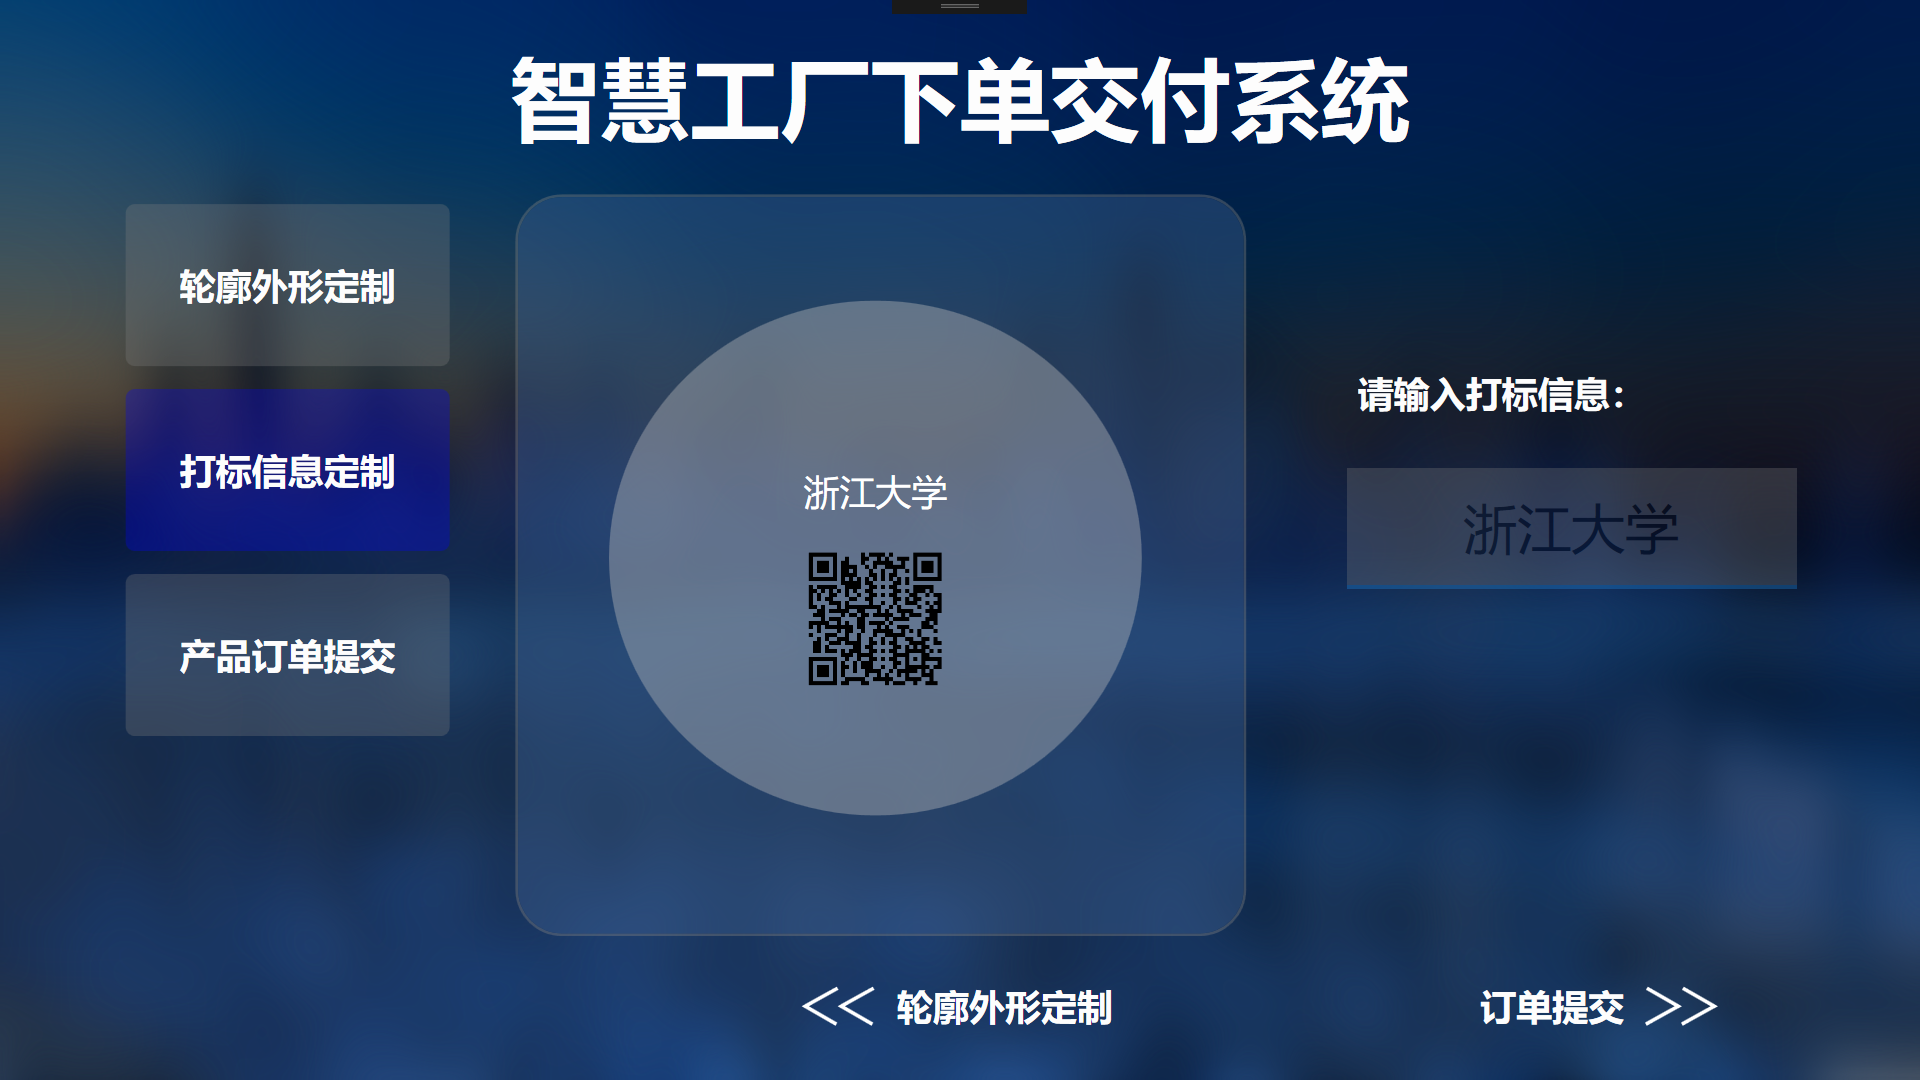 智慧工厂下单交付系统
轮廓外形定制
打标信息定制
产品订单提交
浙江大学
请输入打标信息：
浙江大学
<< 轮廓外形定制
订单提交 >>